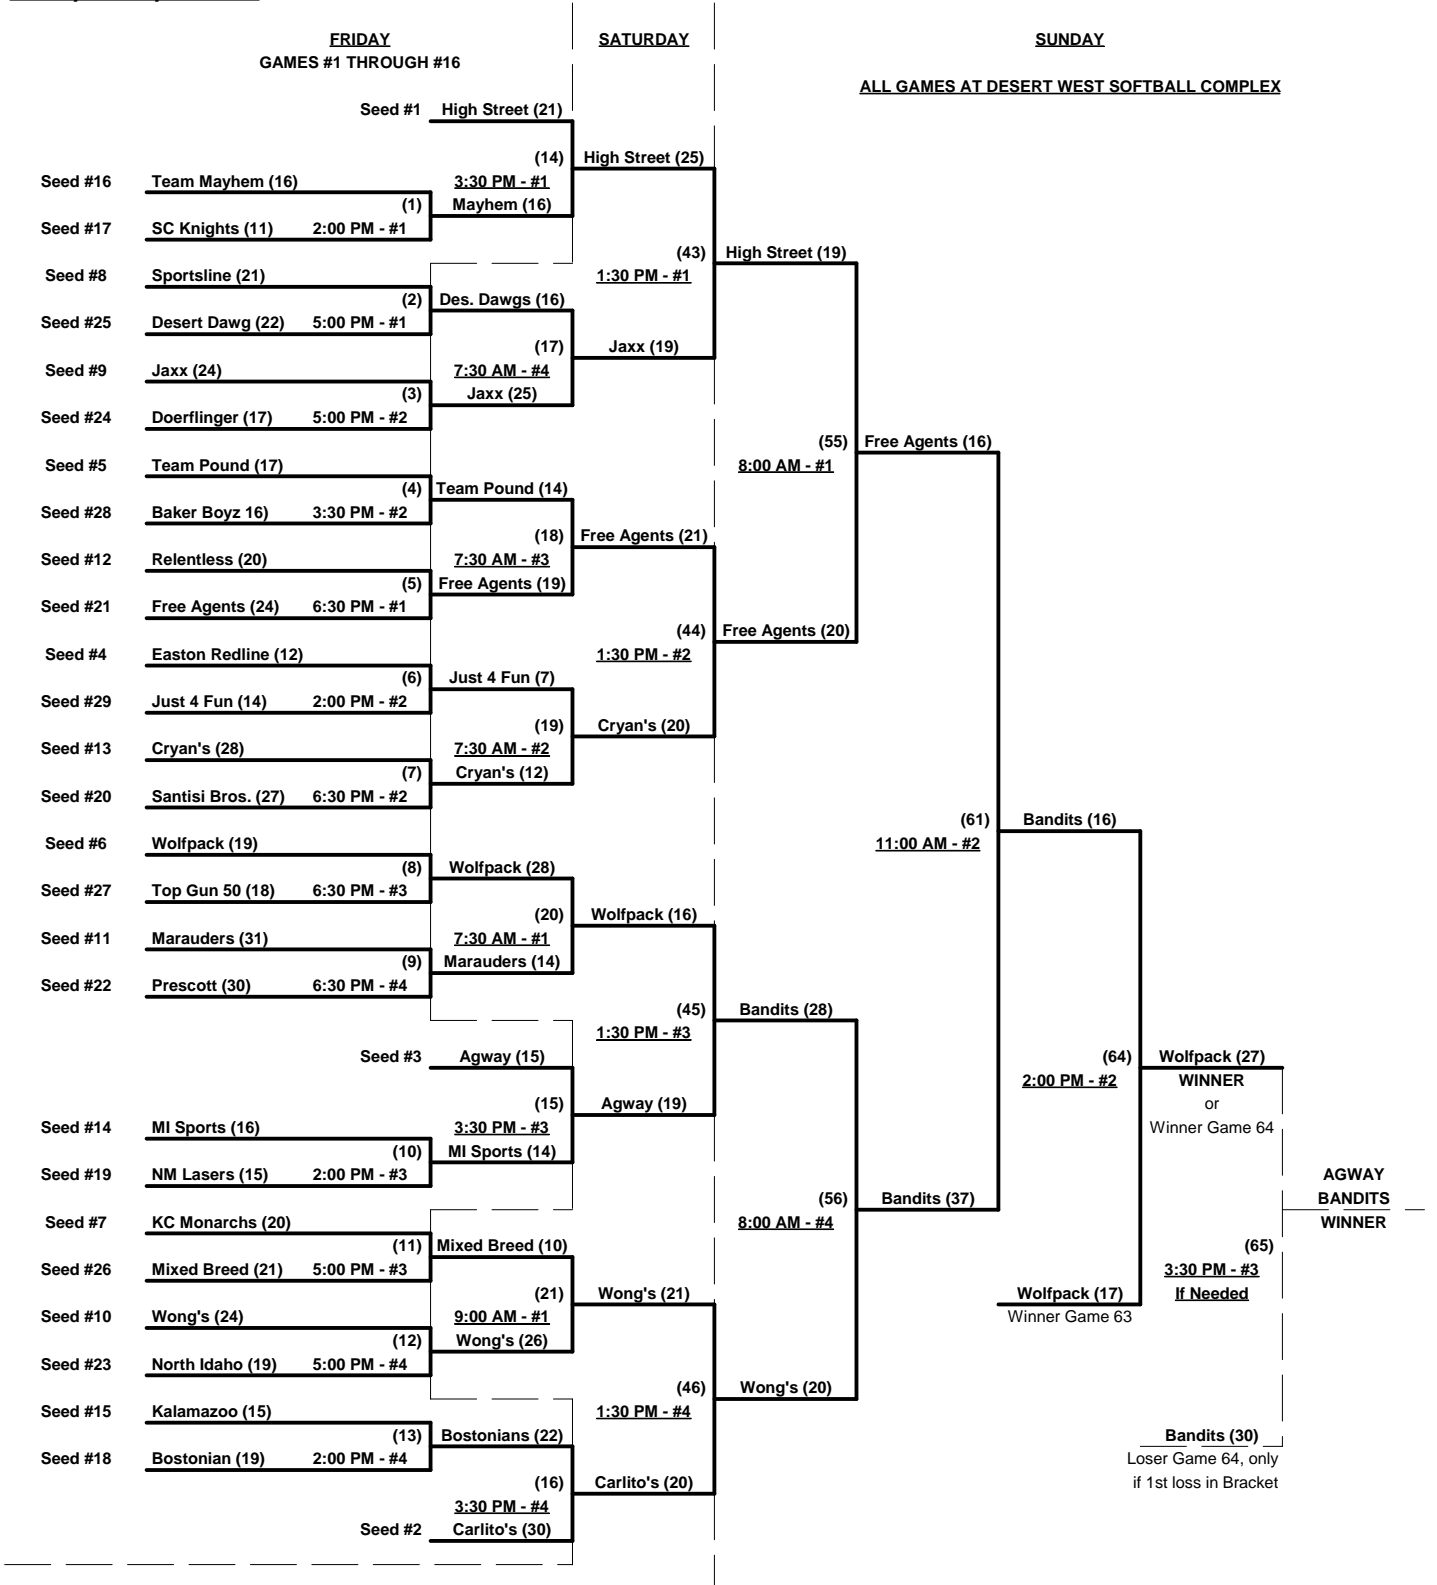 FRIDAY
SATURDAY
SUNDAY
GAMES #1 THROUGH #16
ALL GAMES AT DESERT WEST SOFTBALL COMPLEX
Seed #1 High Street (21)
(14) High Street (25)
Seed #16 Team Mayhem (16) 3:30 PM - #1
(1) Mayhem (16)
Seed #17 SC Knights (11) 2:00 PM - #1
(43) High Street (19)
Seed #8 Sportsline (21) 1:30 PM - #1
(2) Des. Dawgs (16)
Seed #25 Desert Dawg (22) 5:00 PM - #1
(17) Jaxx (19)
Seed #9 Jaxx (24) 7:30 AM - #4
(3) Jaxx (25)
Seed #24 Doerflinger (17) 5:00 PM - #2
(55) Free Agents (16)
Seed #5 Team Pound (17) 8:00 AM - #1
(4) Team Pound (14)
Seed #28 Baker Boyz 16) 3:30 PM - #2
(18) Free Agents (21)
Seed #12 Relentless (20) 7:30 AM - #3
(5) Free Agents (19)
Seed #21 Free Agents (24) 6:30 PM - #1
(44) Free Agents (20)
Seed #4 Easton Redline (12) 1:30 PM - #2
(6) Just 4 Fun (7)
Seed #29 Just 4 Fun (14) 2:00 PM - #2
(19) Cryan's (20)
Seed #13 Cryan's (28) 7:30 AM - #2
(7) Cryan's (12)
Seed #20 Santisi Bros. (27) 6:30 PM - #2
(61) Bandits (16)
Seed #6 Wolfpack (19) 11:00 AM - #2
(8) Wolfpack (28)
Seed #27 Top Gun 50 (18) 6:30 PM - #3
(20) Wolfpack (16)
Seed #11 Marauders (31) 7:30 AM - #1
(9) Marauders (14)
Seed #22 Prescott (30) 6:30 PM - #4
(45) Bandits (28)
1:30 PM - #3
Seed #3 Agway (15) (64) Wolfpack (27)
2:00 PM - #2 WINNER
(15) Agway (19) or
Seed #14 MI Sports (16) 3:30 PM - #3 Winner Game 64
(10) MI Sports (14)
Seed #19 NM Lasers (15) 2:00 PM - #3 AGWAY
(56) Bandits (37) BANDITS
Seed #7 KC Monarchs (20) 8:00 AM - #4 WINNER
(11) Mixed Breed (10) (65)
Seed #26 Mixed Breed (21) 5:00 PM - #3 3:30 PM - #3
(21) Wong's (21) Wolfpack (17) If Needed
Seed #10 Wong's (24) 9:00 AM - #1 Winner Game 63
(12) Wong's (26)
Seed #23 North Idaho (19) 5:00 PM - #4
(46) Wong's (20)
Seed #15 Kalamazoo (15) 1:30 PM - #4
(13) Bostonians (22) Bandits (30)
Seed #18 Bostonian (19) 2:00 PM - #4 Loser Game 64, only
(16) Carlito's (20) if 1st loss in Bracket
3:30 PM - #4
Seed #2 Carlito's (30)